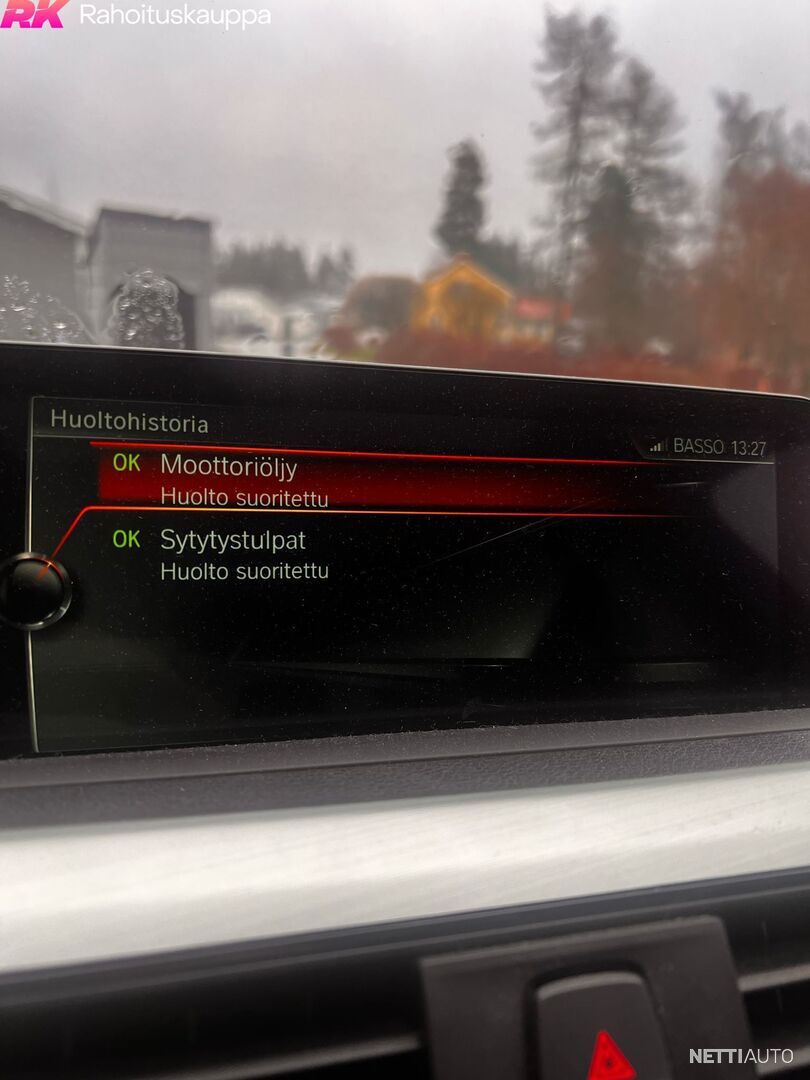 RK Rahoituskauppa
Huoltohistoria
BASSO 13:27
OK Moottoriöljy
Huolto suoritettu
OK Sytytystulpat
Huolto suoritettu
NETTIAUTO